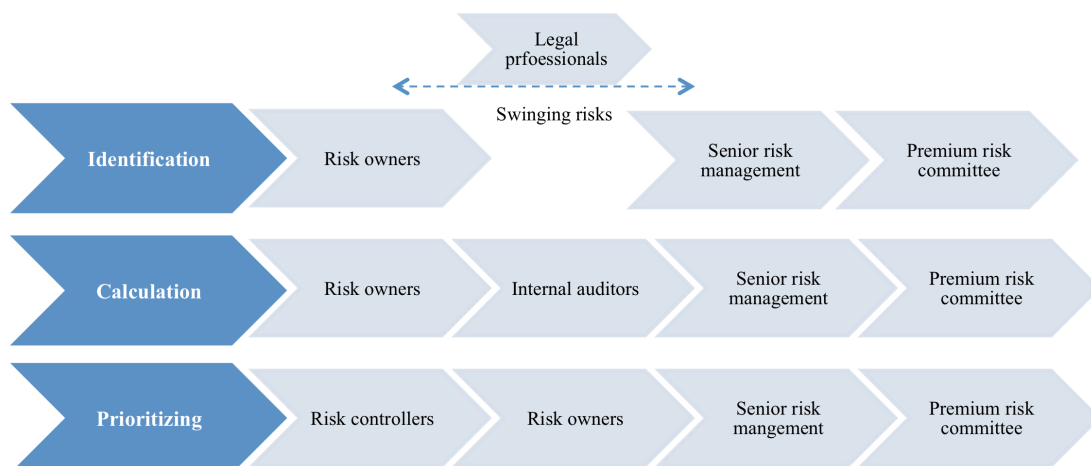 Legal
prfoessionals
Swinging risks
Identification
Risk owners
Senior risk
management
Premium risk
committee
Calculation
Risk owners
Internal auditors
Senior risk
management
Premium risk
committee
Prioritizing
Risk controllers
Risk owners
Senior risk
mangement
Premium risk
committee